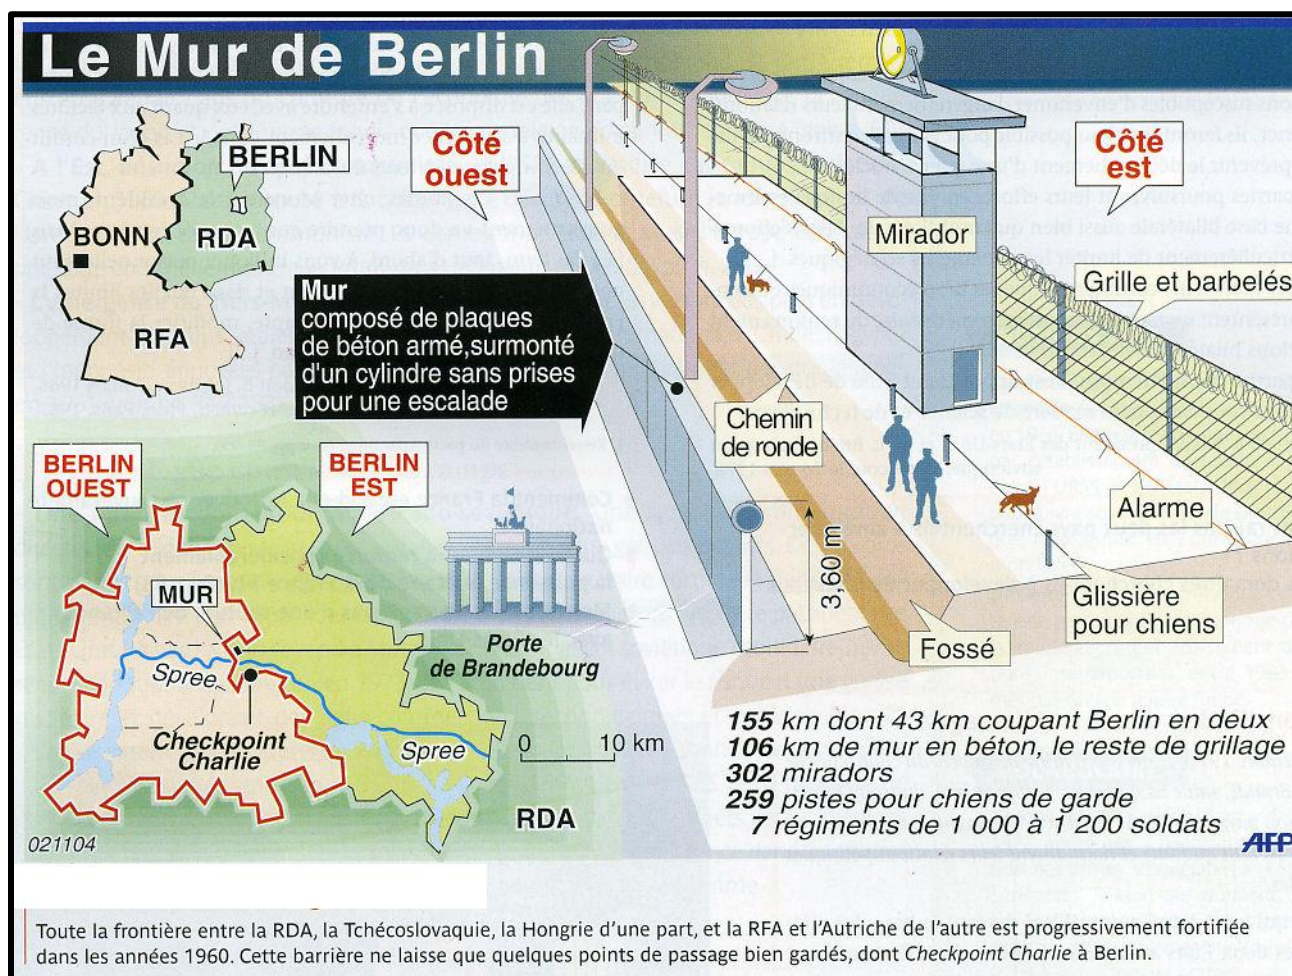 Le Mur de Berlin
BERLIN
BONN
RDA
RFA
Côté
ouest
Côté
est
Mirador
Grille et barbelés
Mur
composé de plaques
de béton armé,surmonté
d'un cylindre sans prises
pour une escalade
Chemin
de ronde
BERLIN
OUEST
BERLIN
EST
Alarme
3,60 m
MUR
Glissière
pour chiens
Fossé
Porte
de Brandebourg
Spree
Checkpoint
Charlie
Spree
0 10 km
RDA
155 km dont 43 km coupant Berlin en deux
106 km de mur en béton, le reste de grillage
302 miradors
259 pistes pour chiens de garde
7 régiments de 1 000 à 1 200 soldats
021104
AFP
Toute la frontière entre la RDA, la Tchécoslovaquie, la Hongrie d'une part, et la RFA et l'Autriche de l'autre est progressivement fortifiée
dans les années 1960. Cette barrière ne laisse que quelques points de passage bien gardés, dont Checkpoint Charlie à Berlin.